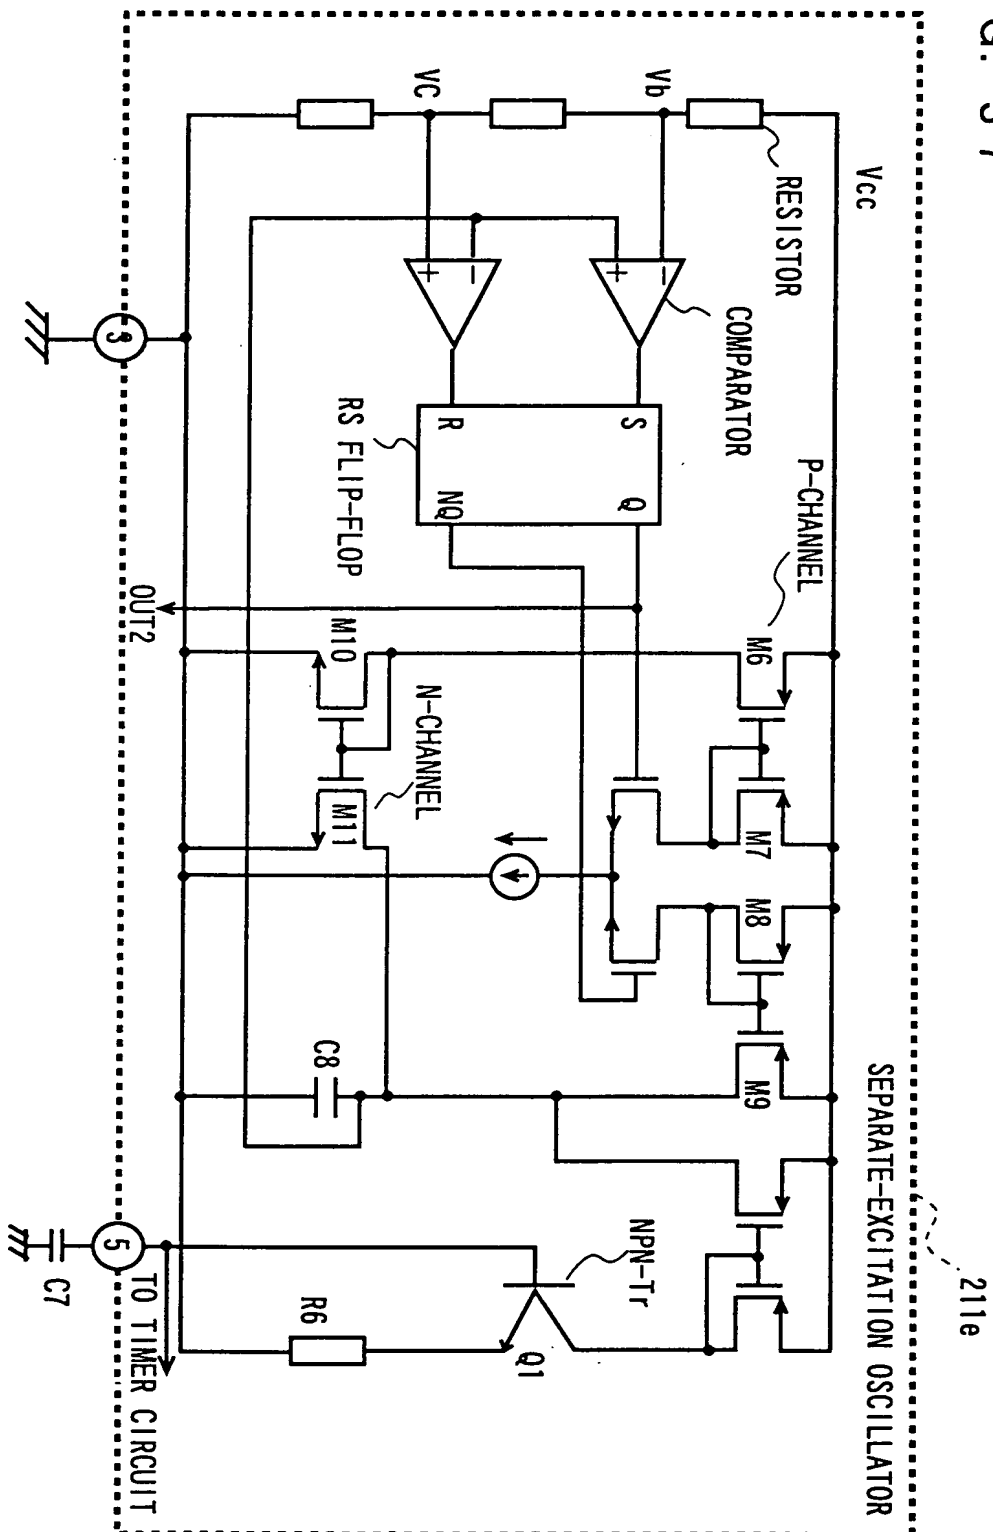 211e
SEPARATE-EXCITATION OSCILLATOR
Vcc
P-CHANNEL
M6
M7
M8
M9
RESISTOR
Vb
VC
COMPARATOR
−
+
−
+
S
Q
R
NQ
RS FLIP-FLOP
N-CHANNEL
M10
M11
C8
NPN-Tr
Q1
R6
OUT2
TO TIMER CIRCUIT
3
5
C7